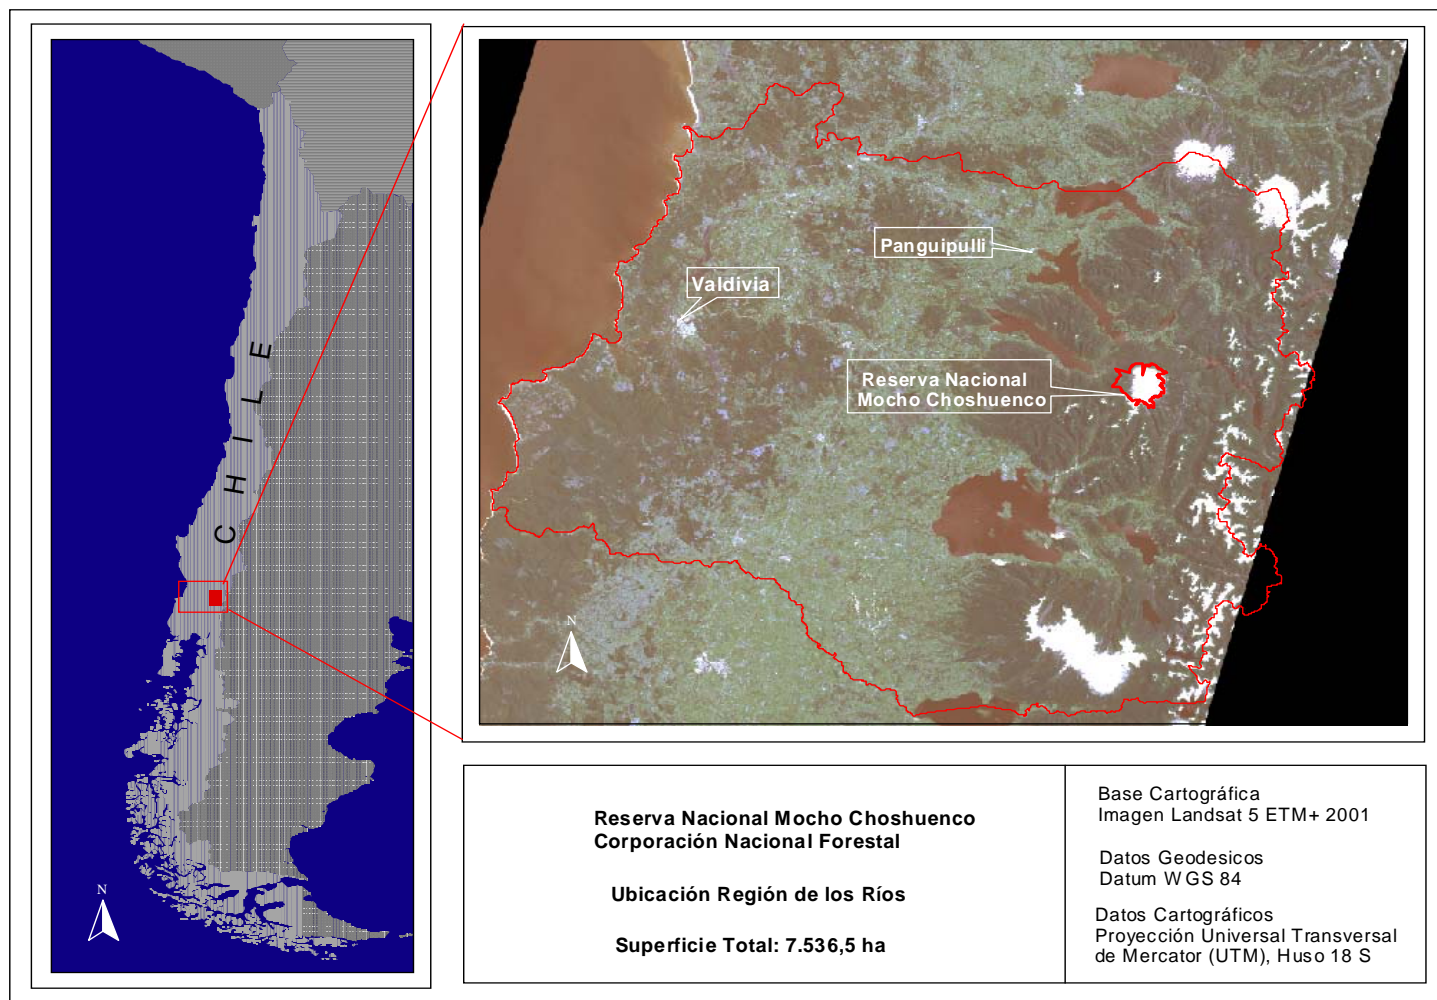 CHILE
N
Valdivia
Panguipulli
Reserva Nacional
Mocho Choshuenco
N
Reserva Nacional Mocho Choshuenco
Corporación Nacional Forestal
Ubicación Región de los Ríos
Superficie Total: 7.536,5 ha
Base Cartográfica
Imagen Landsat 5 ETM+ 2001
Datos Geodesicos
Datum WGS 84
Datos Cartográficos
Proyección Universal Transversal
de Mercator (UTM), Huso 18 S